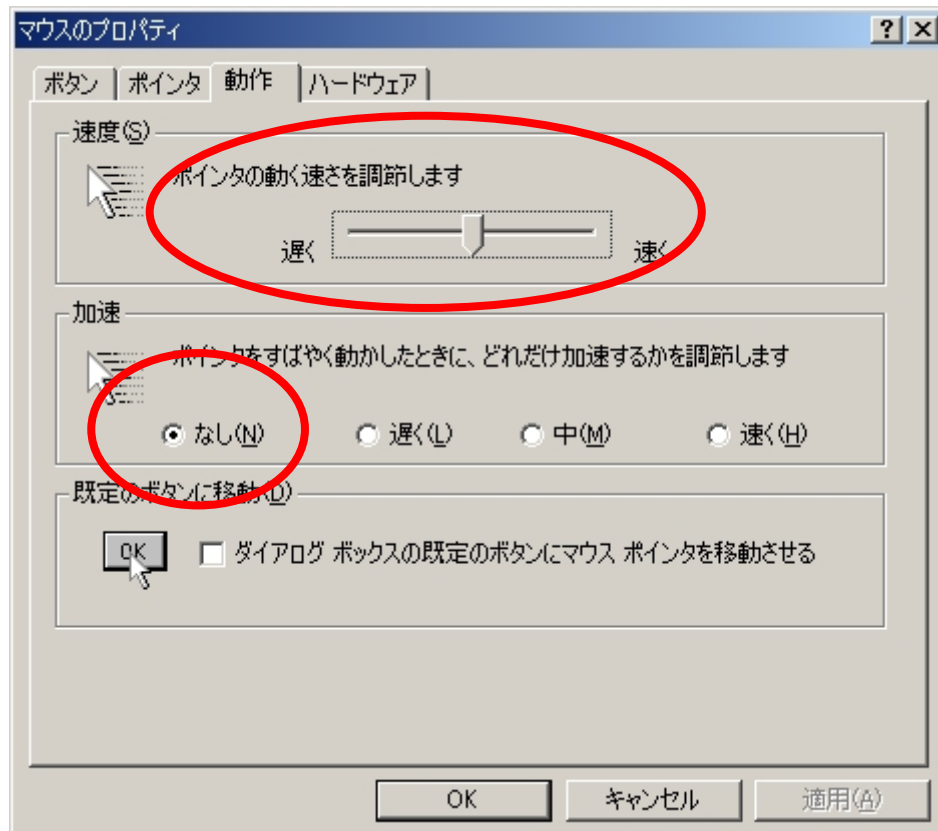 マウスのプロパティ
ボタン ポインタ 動作 ハードウェア
速度(S)
ポインタの動く速さを調節します
遅く 速く
加速
ポインタをすばやく動かしたときに、どれだけ加速するかを調節します
なし(N) 遅く(L) 中(M) 速く(H)
既定のボタンに移動(D)
OK ダイアログ ボックスの既定のボタンにマウス ポインタを移動させる
OK キャンセル 適用(A)